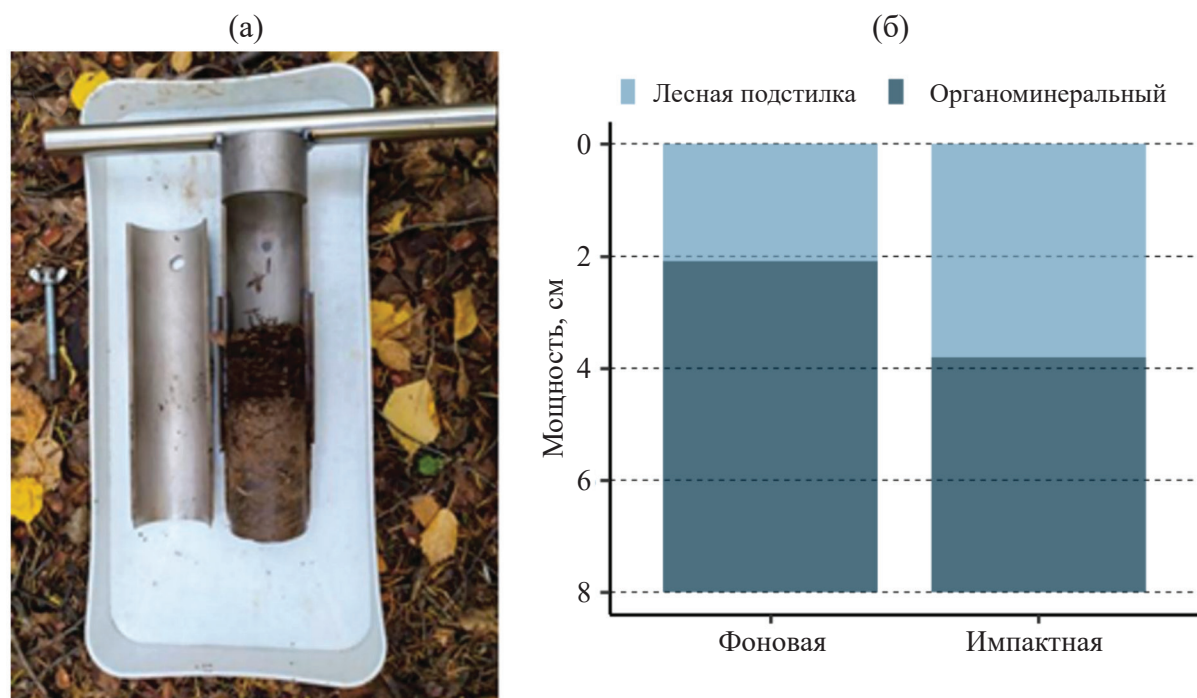 (а)
(б)
Лесная подстилка
Органоминеральный
Мощность, см
0
2
4
6
8
Фоновая
Импактная